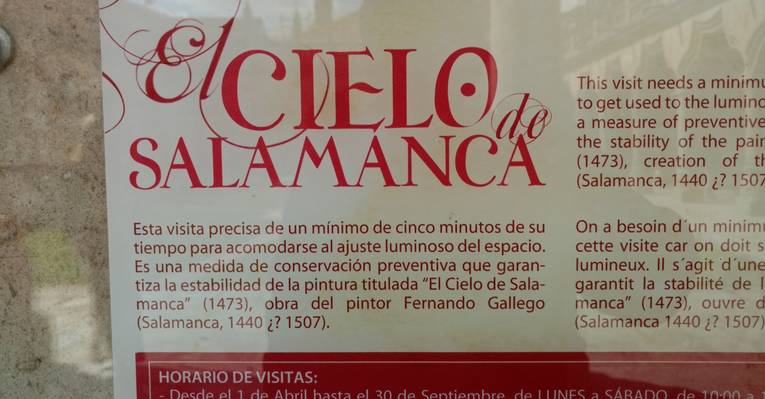 El CIELO de
SALAMANCA
Esta visita precisa de un mínimo de cinco minutos de su
tiempo para acomodarse al ajuste luminoso del espacio.
Es una medida de conservación preventiva que garan-
tiza la estabilidad de la pintura titulada "El Cielo de Sala-
manca" (1473), obra del pintor Fernando Gallego
(Salamanca, 1440 ¿? 1507).
This visit needs a minimu
to get used to the lumino
a measure of preventive
the stability of the pain
(1473), creation of th
(Salamanca, 1440 ¿? 1507
On a besoin d´un minimu
cette visite car on doit s
lumineux. Il s´agit d´une
garantit la stabilité de l
manca" (1473), ouvre d
(Salamanca 1440 ¿? 1507)
HORARIO DE VISITAS:
- Desde el 1 de Abril hasta el 30 de Septiembre, de LUNES a SÁBADO, de 10:00 a